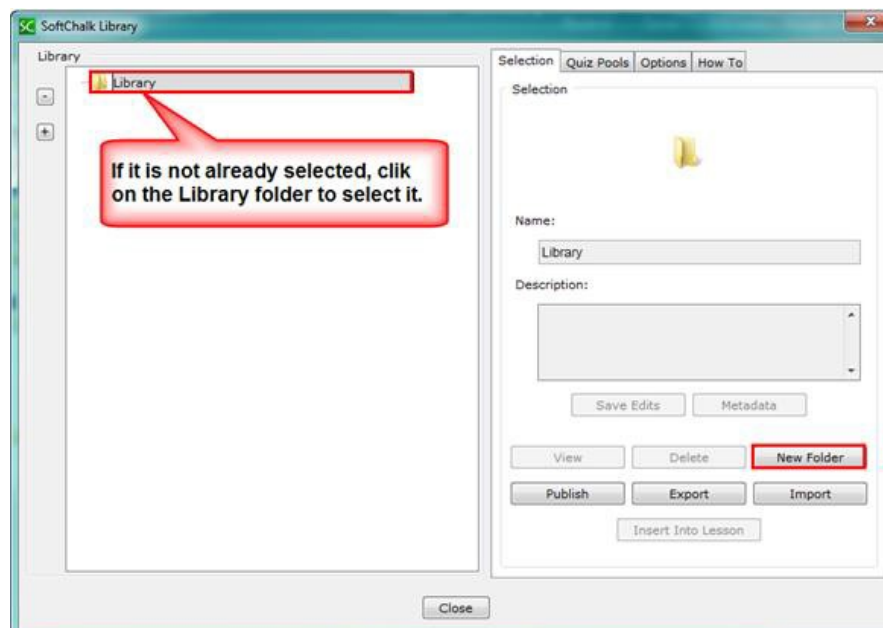 SC SoftChalk Library
x
Library
Selection Quiz Pools Options How To
-
Library
Selection
+
If it is not already selected, clik
on the Library folder to select it.
Name:
Library
Description:
Save Edits Metadata
View Delete New Folder
Publish Export Import
Insert Into Lesson
Close